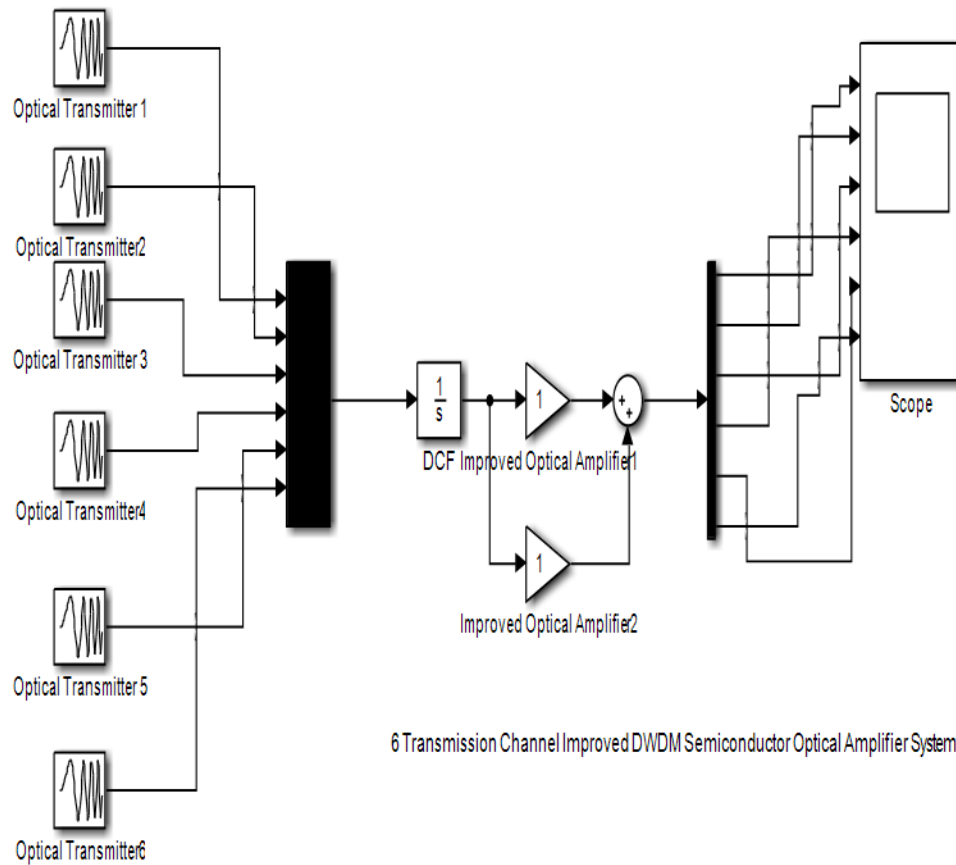 Optical Transmitter 1
Optical Transmitter2
Optical Transmitter 3
Optical Transmitter4
Optical Transmitter 5
Optical Transmitter6
1
s
DCF
1
Improved Optical Amplifier1
1
Improved Optical Amplifier2
+
+
Scope
6 Transmission Channel Improved DWDM Semiconductor Optical Amplifier System